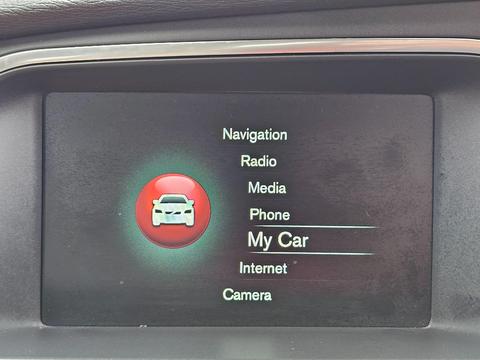 Navigation
Radio
Media
Phone
My Car
Internet
Camera